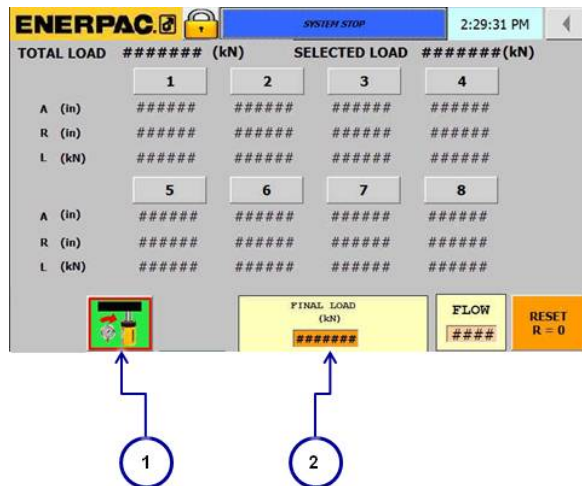 ENERPAC. SYSTEM STOP 2:29:31 PM
TOTAL LOAD ####### (kN) SELECTED LOAD ####### (kN)
1 2 3 4
A (in) ###### ###### ###### ######
R (in) ###### ###### ###### ######
L (kN) ###### ###### ###### ######
5 6 7 8
A (in) ###### ###### ###### ######
R (in) ###### ###### ###### ######
L (kN) ###### ###### ###### ######
FINAL LOAD
(kN)
#######
FLOW
####
RESET
R = 0
1 2